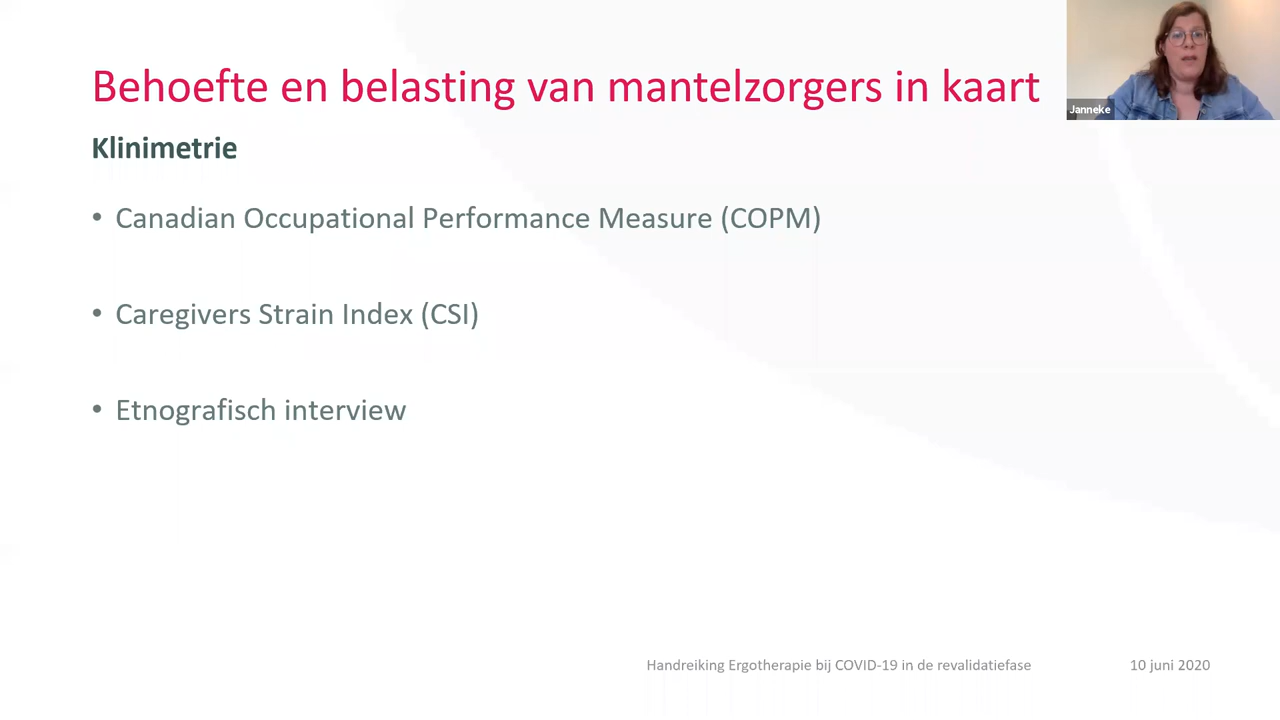 Behoefte en belasting van mantelzorgers in kaart
Janneke
Klinimetrie
• Canadian Occupational Performance Measure (COPM)
• Caregivers Strain Index (CSI)
• Etnografisch interview
Handreiking Ergotherapie bij COVID-19 in de revalidatiefase
10 juni 2020